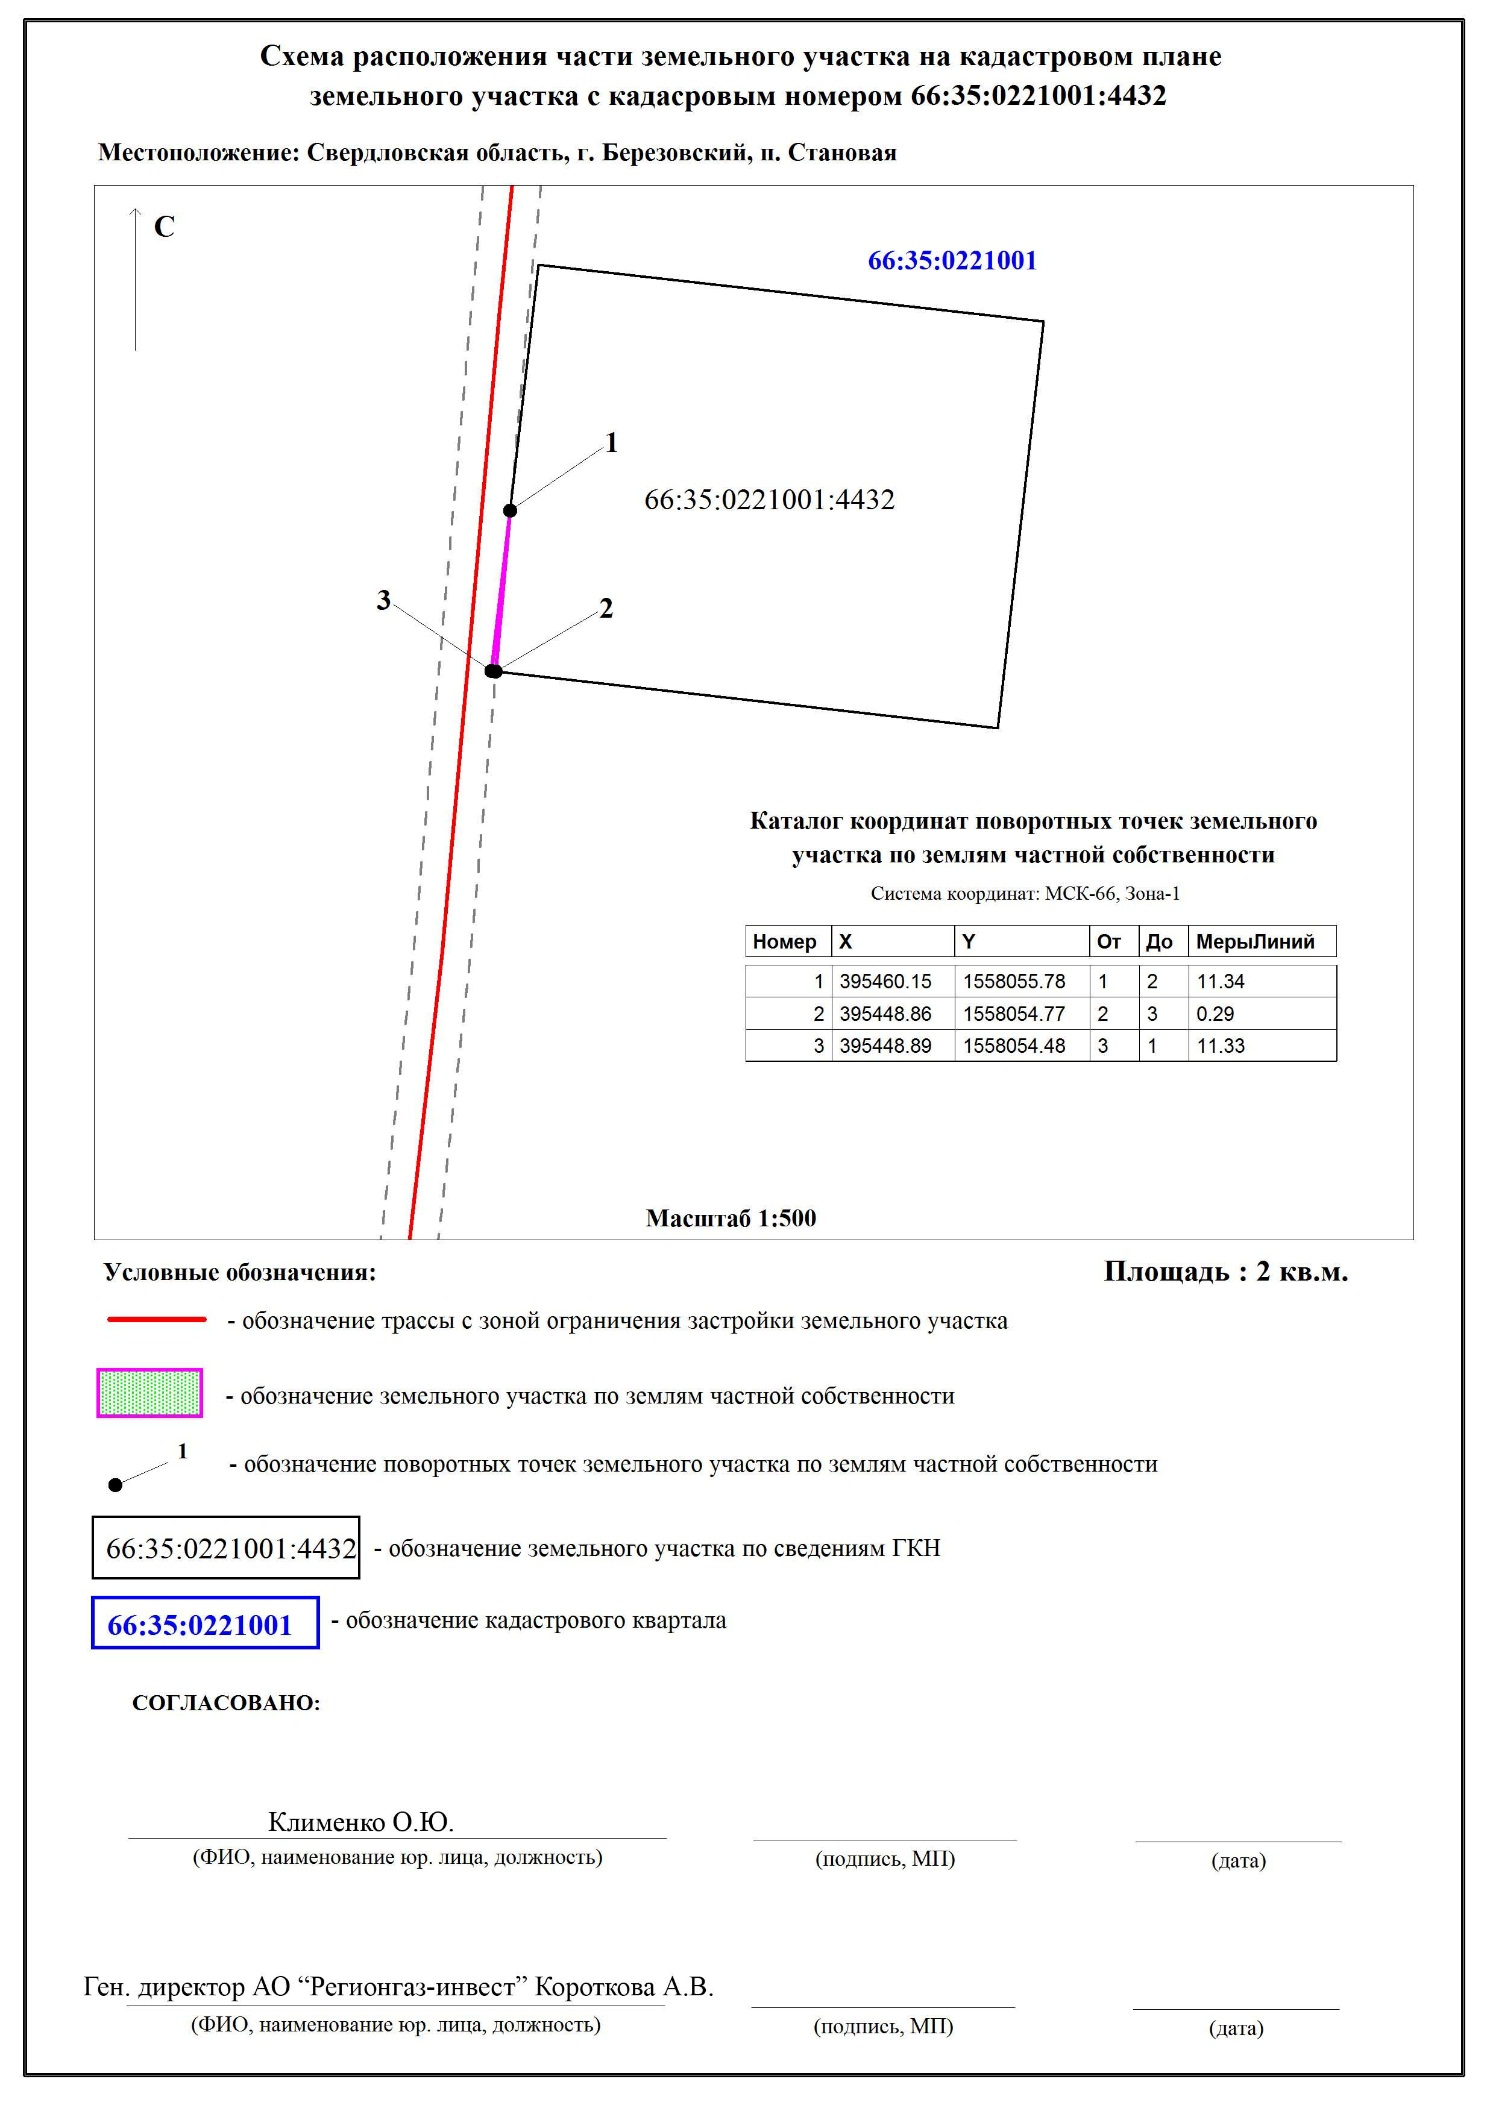 Схема расположения части земельного участка на кадастровом плане
земельного участка с кадасровым номером 66:35:0221001:4432
Местоположение: Свердловская область, г. Березовский, п. Становая
С
66:35:0221001
1
66:35:0221001:4432
3
2
Каталог координат поворотных точек земельного
участка по землям частной собственности
Система координат: МСК-66, Зона-1
Номер X Y От До МерыЛиний
1 395460.15 1558055.78 1 2 11.34
2 395448.86 1558054.77 2 3 0.29
3 395448.89 1558054.48 3 1 11.33
Масштаб 1:500
Условные обозначения:
Площадь : 2 кв.м.
- обозначение трассы с зоной ограничения застройки земельного участка
- обозначение земельного участка по землям частной собственности
1
- обозначение поворотных точек земельного участка по землям частной собственности
66:35:0221001:4432 - обозначение земельного участка по сведениям ГКН
66:35:0221001 - обозначение кадастрового квартала
СОГЛАСОВАНО:
Клименко О.Ю.
(ФИО, наименование юр. лица, должность) (подпись, МП) (дата)
Ген. директор АО “Регионгаз-инвест” Короткова А.В.
(ФИО, наименование юр. лица, должность) (подпись, МП) (дата)